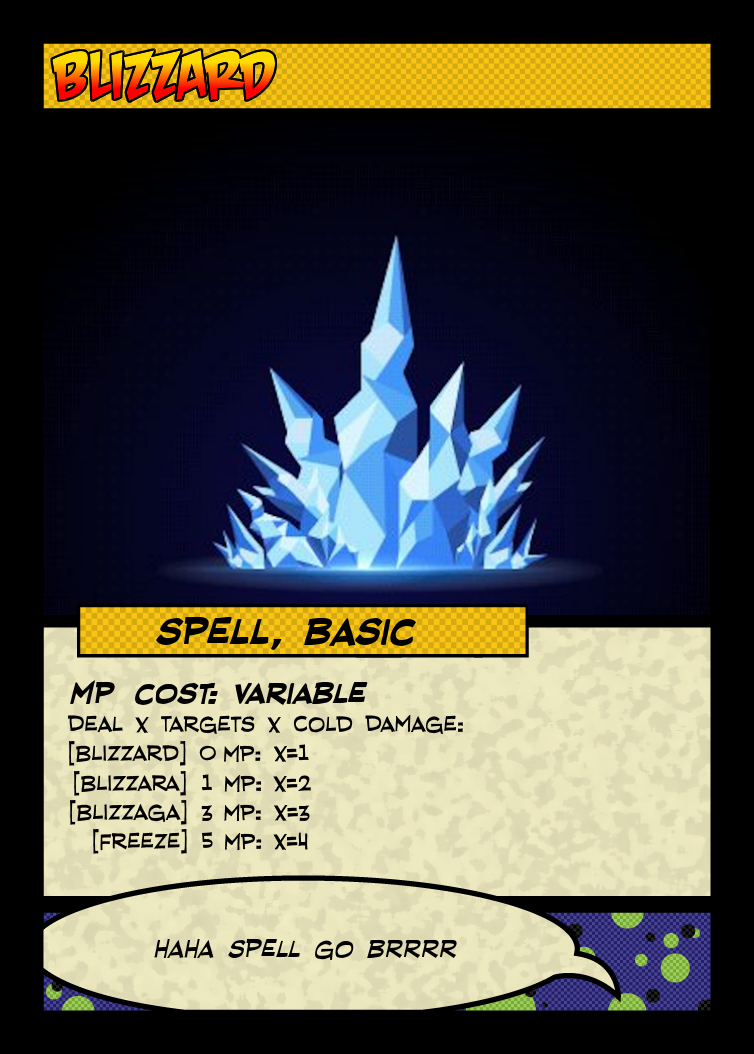 BLIZZARD
SPELL, BASIC
MP COST: VARIABLE
DEAL X TARGETS X COLD DAMAGE:
[BLIZZARD] 0 MP: X=1
[BLIZZARA] 1 MP: X=2
[BLIZZAGA] 3 MP: X=3
[FREEZE] 5 MP: X=4
HAHA SPELL GO BRRRR